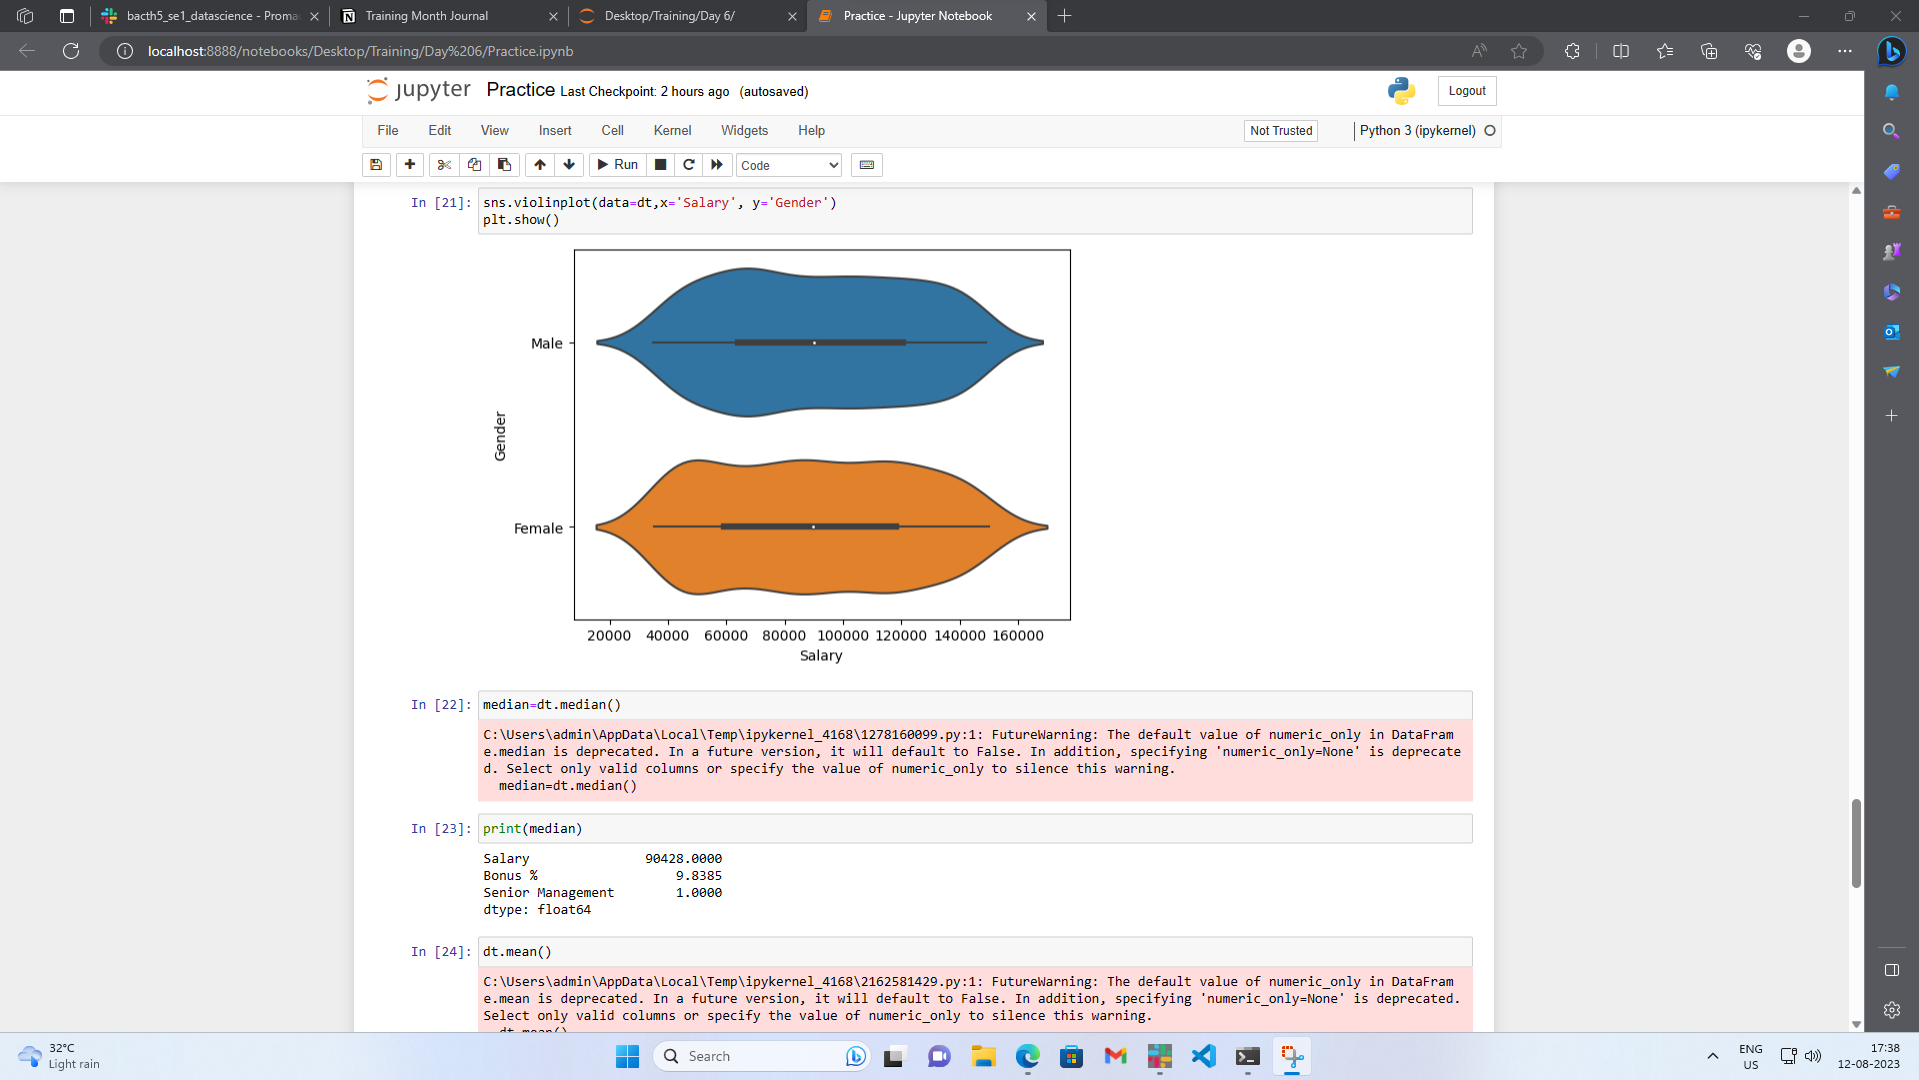 bacth5_se1_datascience - Proma
Training Month Journal
Desktop/Training/Day 6/
Practice - Jupyter Notebook
localhost:8888/notebooks/Desktop/Training/Day%206/Practice.ipynb
jupyter Practice Last Checkpoint: 2 hours ago (autosaved)
Logout
File Edit View Insert Cell Kernel Widgets Help
Not Trusted
Python 3 (ipykernel)
Run
Code
In [21]: sns.violinplot(data=dt,x='Salary', y='Gender')
plt.show()
Male
Gender
Female
20000 40000 60000 80000 100000 120000 140000 160000
Salary
In [22]: median=dt.median()
C:\Users\admin\AppData\Local\Temp\ipykernel_4168\1278160099.py:1: FutureWarning: The default value of numeric_only in DataFram
e.median is deprecated. In a future version, it will default to False. In addition, specifying 'numeric_only=None' is deprecate
d. Select only valid columns or specify the value of numeric_only to silence this warning.
median=dt.median()
In [23]: print(median)
Salary 90428.0000
Bonus % 9.8385
Senior Management 1.0000
dtype: float64
In [24]: dt.mean()
C:\Users\admin\AppData\Local\Temp\ipykernel_4168\2162581429.py:1: FutureWarning: The default value of numeric_only in DataFram
e.mean is deprecated. In a future version, it will default to False. In addition, specifying 'numeric_only=None' is deprecated.
Select only valid columns or specify the value of numeric_only to silence this warning.
dt.mean()
32°C
Light rain
Search
ENG
US
17:38
12-08-2023